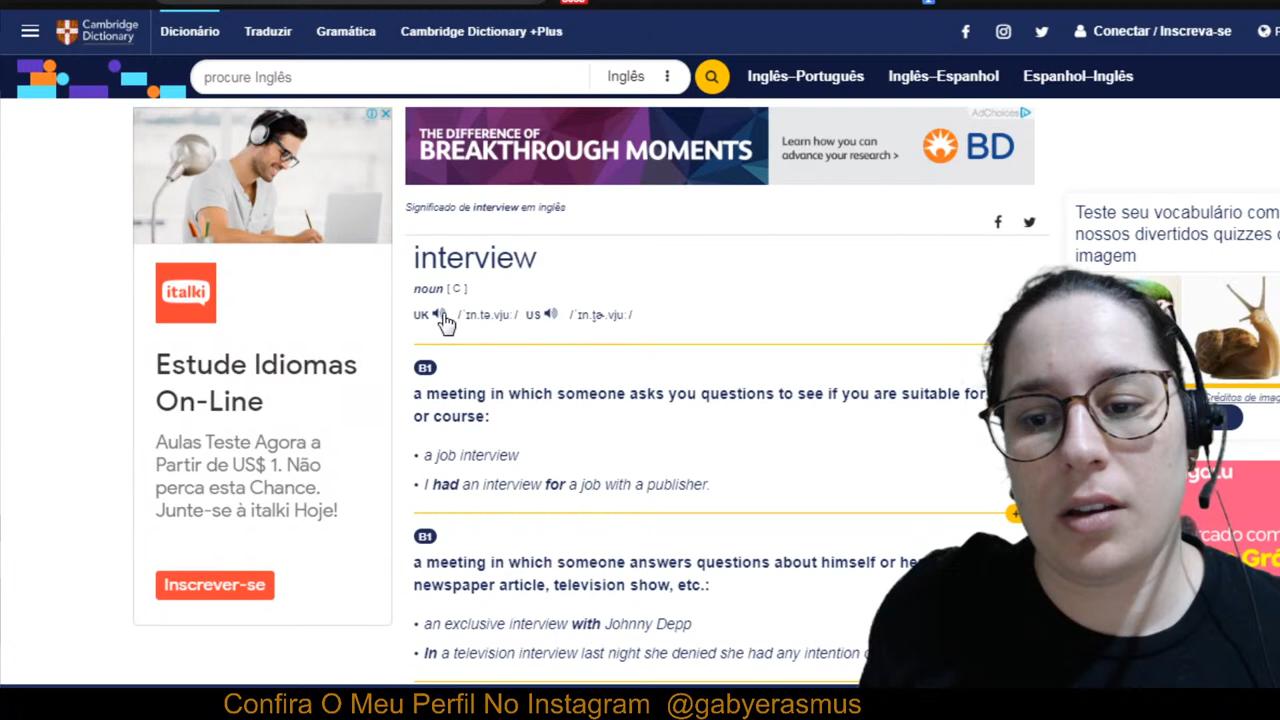 Cambridge
Dictionary
Dicionário
Traduzir
Gramática
Cambridge Dictionary +Plus
Conectar / Inscreva-se
procure Inglês
Inglês
Inglês–Português
Inglês–Espanhol
Espanhol–Inglês
THE DIFFERENCE OF
BREAKTHROUGH MOMENTS
Learn how you can
advance your research >
BD
AdChoices
Significado de interview em inglês
interview
noun [ C ]
UK /ˈɪn.tə.vjuː/ US /ˈɪn.t̬ɚ.vjuː/
B1
a meeting in which someone asks you questions to see if you are suitable for
or course:
• a job interview
• I had an interview for a job with a publisher.
B1
a meeting in which someone answers questions about himself or
newspaper article, television show, etc.:
• an exclusive interview with Johnny Depp
• In a television interview last night she denied she had any intention
italki
Estude Idiomas
On-Line
Aulas Teste Agora a
Partir de US$ 1. Não
perca esta Chance.
Junte-se à italki Hoje!
Inscrever-se
Teste seu vocabulário com
nossos divertidos quizzes
imagem
Confira O Meu Perfil No Instagram @gabyerasmus